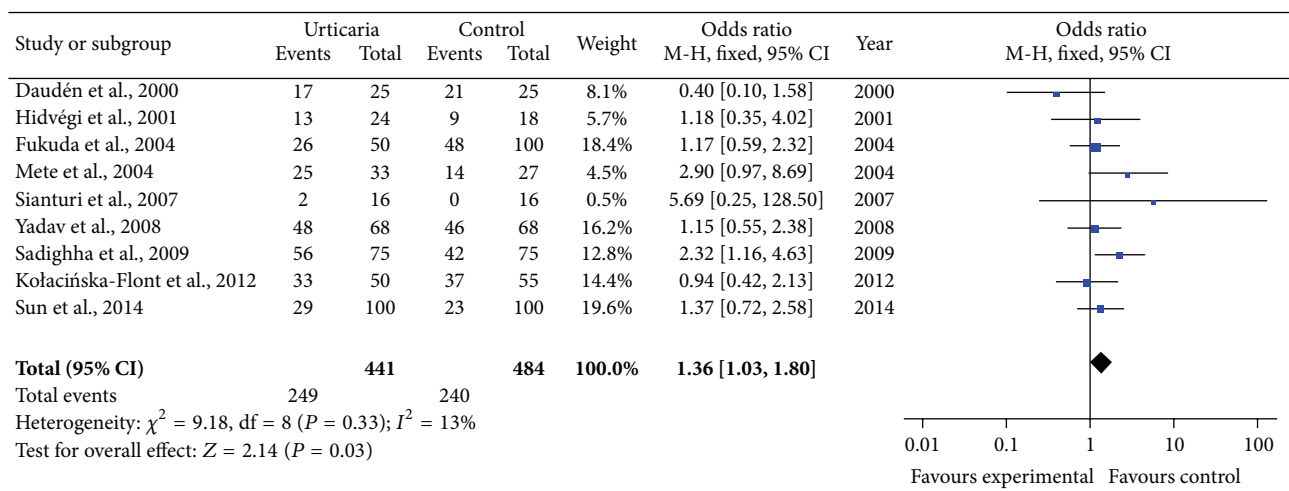 Study or subgroup Urticaria Control Weight Odds ratio Year Odds ratio
Events Total Events Total M-H, fixed, 95% CI M-H, fixed, 95% CI
Daudén et al., 2000 17 25 21 25 8.1% 0.40 [0.10, 1.58] 2000
Hidvégi et al., 2001 13 24 9 18 5.7% 1.18 [0.35, 4.02] 2001
Fukuda et al., 2004 26 50 48 100 18.4% 1.17 [0.59, 2.32] 2004
Mete et al., 2004 25 33 14 27 4.5% 2.90 [0.97, 8.69] 2004
Sianturi et al., 2007 2 16 0 16 0.5% 5.69 [0.25, 128.50] 2007
Yadav et al., 2008 48 68 46 68 16.2% 1.15 [0.55, 2.38] 2008
Sadighha et al., 2009 56 75 42 75 12.8% 2.32 [1.16, 4.63] 2009
Kołacińska-Flont et al., 2012 33 50 37 55 14.4% 0.94 [0.42, 2.13] 2012
Sun et al., 2014 29 100 23 100 19.6% 1.37 [0.72, 2.58] 2014
Total (95% CI) 441 484 100.0% 1.36 [1.03, 1.80]
Total events 249 240
Heterogeneity: χ² = 9.18, df = 8 (P = 0.33); I² = 13%
Test for overall effect: Z = 2.14 (P = 0.03)
0.01 0.1 1 10 100
Favours experimental Favours control